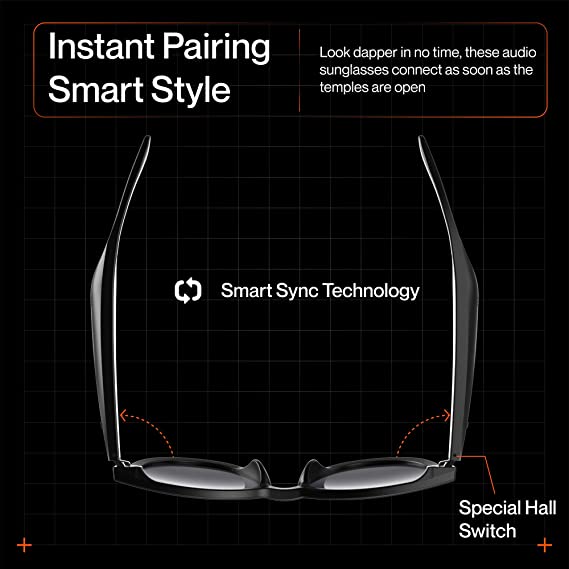 Instant Pairing
Smart Style
Look dapper in no time, these audio
sunglasses connect as soon as the
temples are open
Smart Sync Technology
Special Hall
Switch